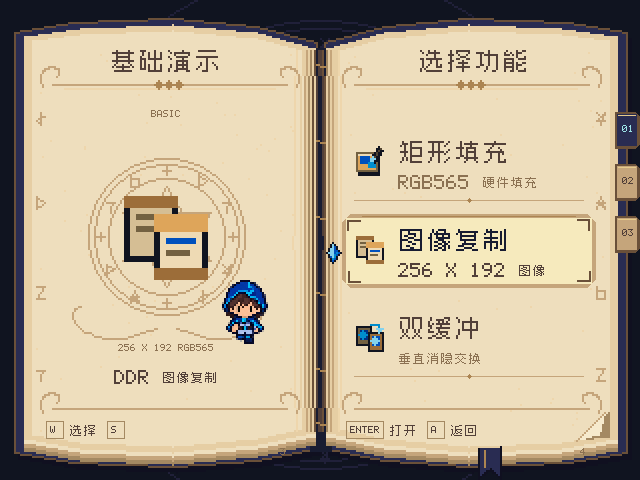 基础演示
BASIC
256 X 192 RGB565
DDR 图像复制
W 选择 S
选择功能
矩形填充
RGB565 硬件填充
图像复制
256 X 192 图像
双缓冲
垂直消隐交换
ENTER 打开 A 返回
01
02
03